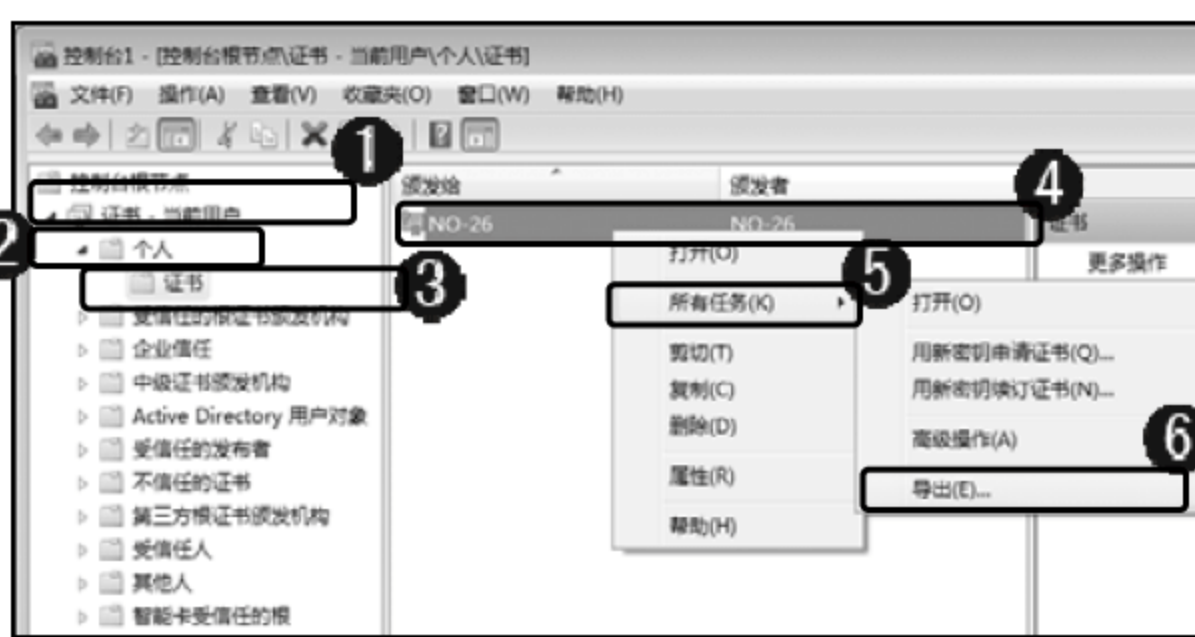 控制台1 - [控制台根节点\证书 - 当前用户\个人\证书]
文件(F) 操作(A) 查看(V) 收藏夹(O) 窗口(W) 帮助(H)
1
控制台根节点
证书 - 当前用户
2
个人
证书
3
受信任的根证书颁发机构
企业信任
中级证书颁发机构
Active Directory 用户对象
受信任的发布者
不信任的证书
第三方根证书颁发机构
受信任人
其他人
智能卡受信任的根
颁发给 颁发者
4
NO-26 NO-26
打开(O)
5
所有任务(K)
剪切(T)
复制(C)
删除(D)
属性(R)
帮助(H)
证书
更多操作
打开(O)
用新密钥申请证书(Q)...
用新密钥续订证书(N)...
高级操作(A)
6
导出(E)...